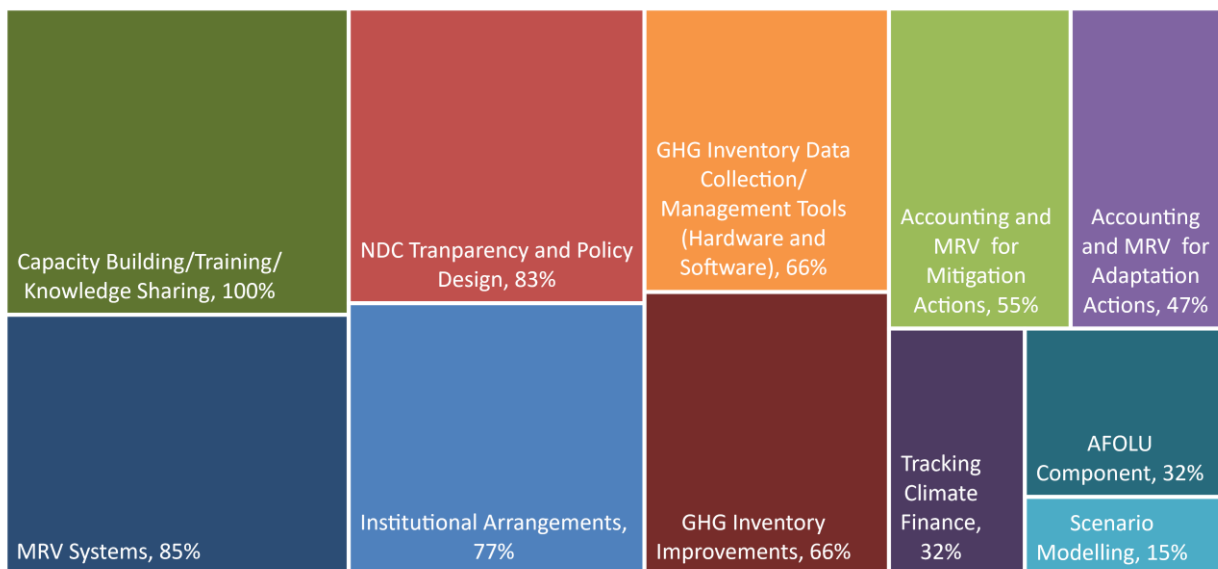 Capacity Building/Training/
Knowledge Sharing, 100%
MRV Systems, 85%
NDC Tranparency and Policy
Design, 83%
Institutional Arrangements,
77%
GHG Inventory Data
Collection/
Management Tools
(Hardware and
Software), 66%
GHG Inventory
Improvements, 66%
Accounting and
MRV for
Mitigation
Actions, 55%
Accounting
and MRV for
Adaptation
Actions, 47%
Tracking
Climate
Finance,
32%
AFOLU
Component, 32%
Scenario
Modelling, 15%